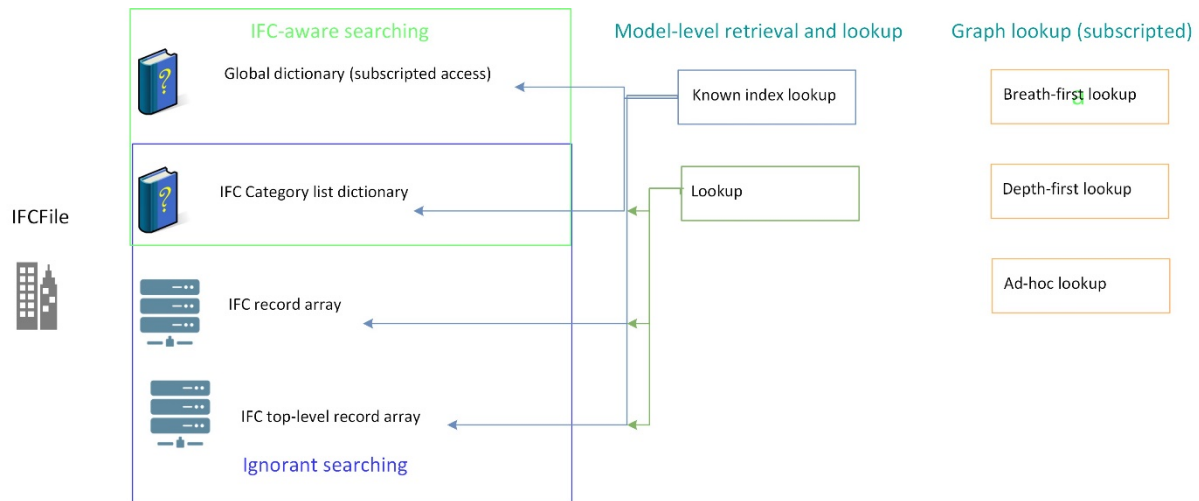 IFC-aware searching
Model-level retrieval and lookup
Graph lookup (subscripted)
Global dictionary (subscripted access)
Known index lookup
Breath-first lookup
a
IFC Category list dictionary
Lookup
Depth-first lookup
IFCFile
IFC record array
Ad-hoc lookup
IFC top-level record array
Ignorant searching